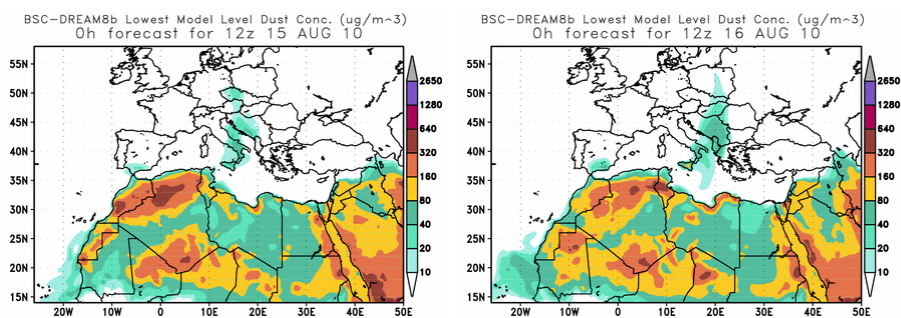 BSC-DREAM8b Lowest Model Level Dust Conc. (ug/m^3)
0h forecast for 12z 15 AUG 10
55N
50N
45N
40N
35N
30N
25N
20N
15N
20W
10W
0
10E
20E
30E
40E
50E
2650
1280
640
320
160
80
40
20
10
BSC-DREAM8b Lowest Model Level Dust Conc. (ug/m^3)
0h forecast for 12z 16 AUG 10
55N
50N
45N
40N
35N
30N
25N
20N
15N
20W
10W
0
10E
20E
30E
40E
50E
2650
1280
640
320
160
80
40
20
10